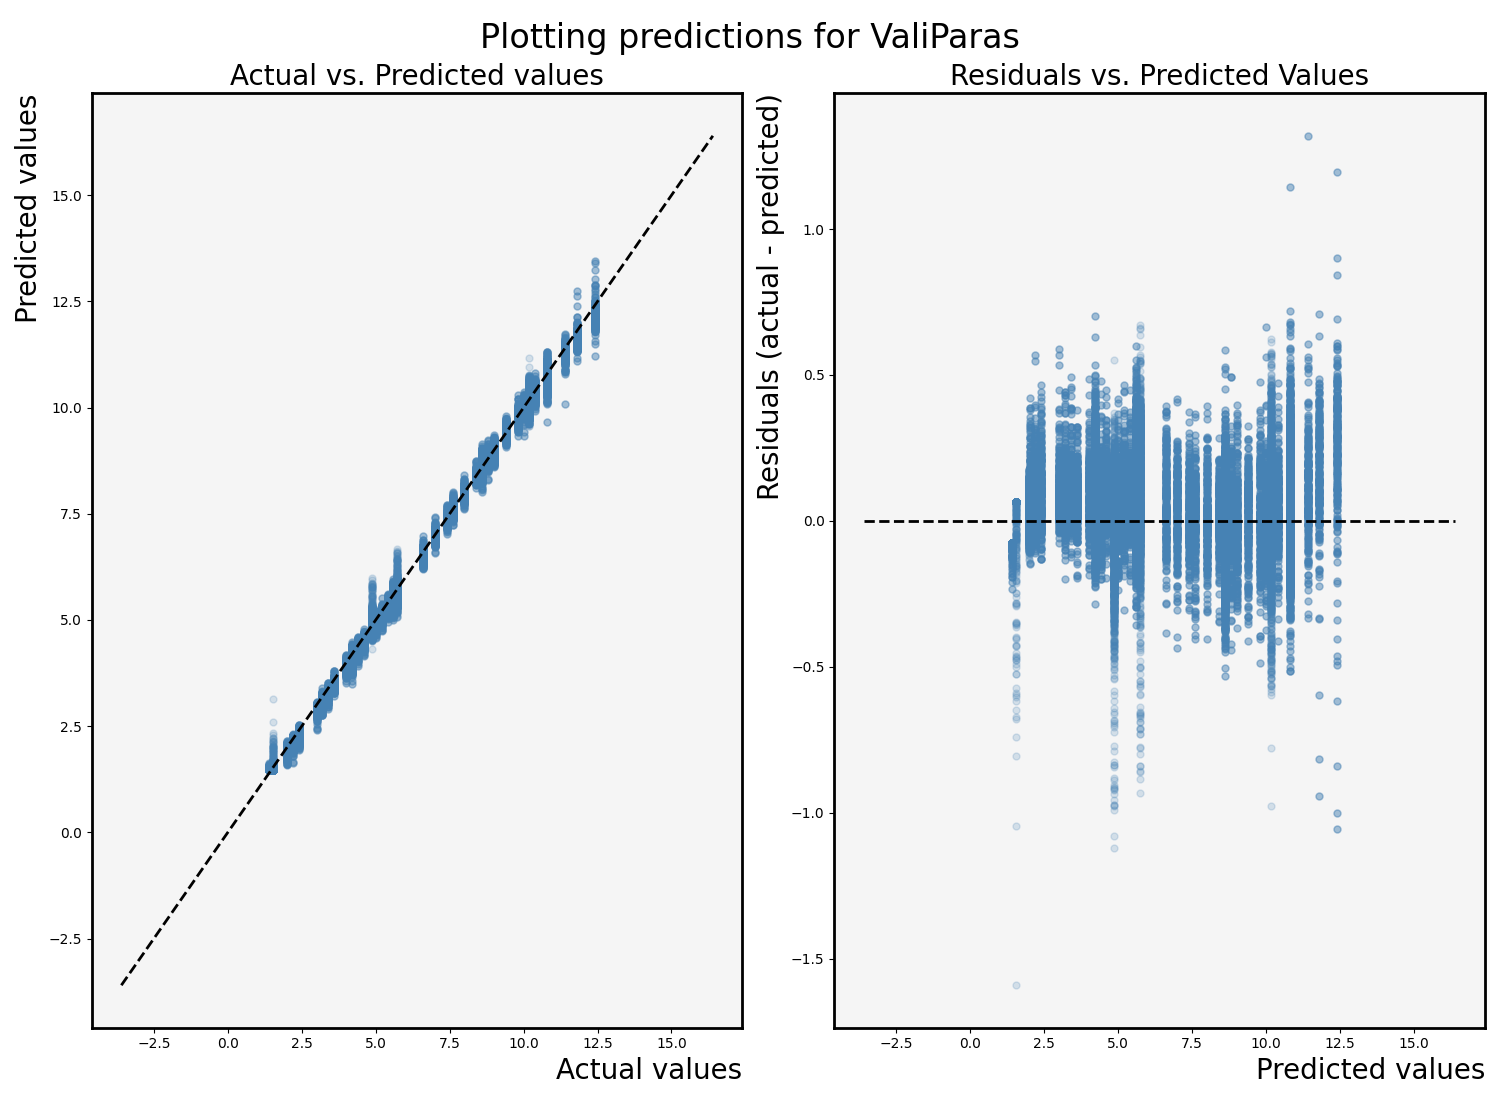 Plotting predictions for ValiParas
Actual vs. Predicted values
Predicted values
15.0
12.5
10.0
7.5
5.0
2.5
0.0
−2.5
−2.5 0.0 2.5 5.0 7.5 10.0 12.5 15.0
Actual values
Residuals vs. Predicted Values
Residuals (actual - predicted)
1.0
0.5
0.0
−0.5
−1.0
−1.5
−2.5 0.0 2.5 5.0 7.5 10.0 12.5 15.0
Predicted values